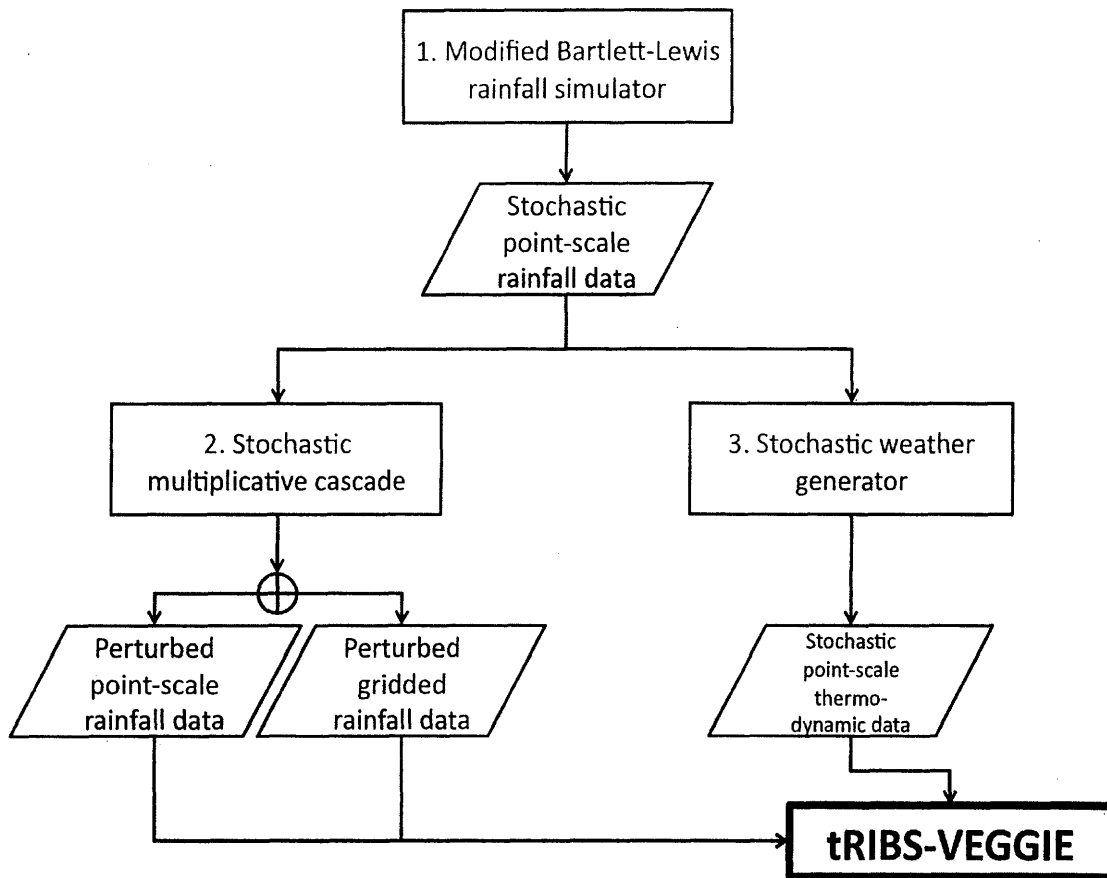 1. Modified Bartlett-Lewis
rainfall simulator
Stochastic
point-scale
rainfall data
2. Stochastic
multiplicative cascade
3. Stochastic weather
generator
Perturbed
point-scale
rainfall data
Perturbed
gridded
rainfall data
Stochastic
point-scale
thermo-
dynamic data
tRIBS-VEGGIE